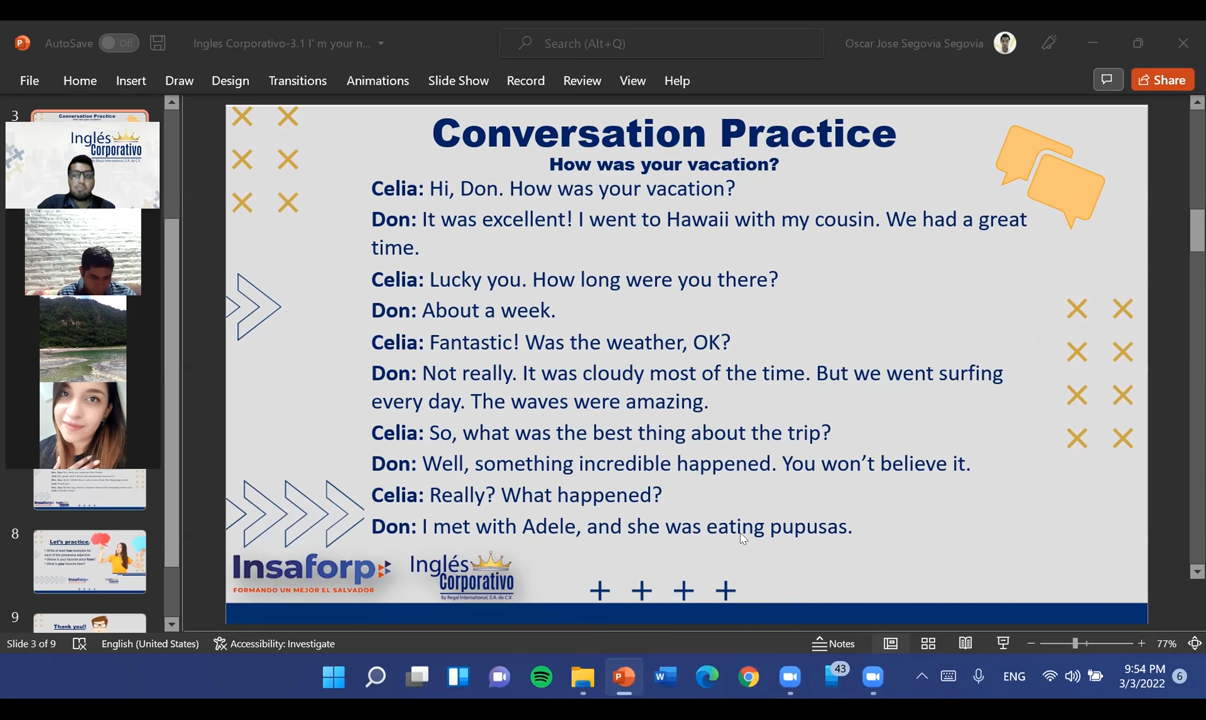 AutoSave
Off
Ingles Corporativo-3.1 I' m your n...
Search (Alt+Q)
Oscar Jose Segovia Segovia
File
Home
Insert
Draw
Design
Transitions
Animations
Slide Show
Record
Review
View
Help
Share
3
Conversation Practice
Inglés
Corporativo
Conversation Practice
How was your vacation?
Celia: Hi, Don. How was your vacation?
Don: It was excellent! I went to Hawaii with my cousin. We had a great
time.
Celia: Lucky you. How long were you there?
Don: About a week.
Celia: Fantastic! Was the weather, OK?
Don: Not really. It was cloudy most of the time. But we went surfing
every day. The waves were amazing.
Celia: So, what was the best thing about the trip?
Don: Well, something incredible happened. You won’t believe it.
Celia: Really? What happened?
Don: I met with Adele, and she was eating pupusas.
Insaforp
FORMANDO UN MEJOR EL SALVADOR
Inglés
Corporativo
By Regal International, S.A. de C.V.
8
Let's practice.
9
Thank you!
Slide 3 of 9
English (United States)
Accessibility: Investigate
Notes
77%
43
ENG
9:54 PM
3/3/2022
6